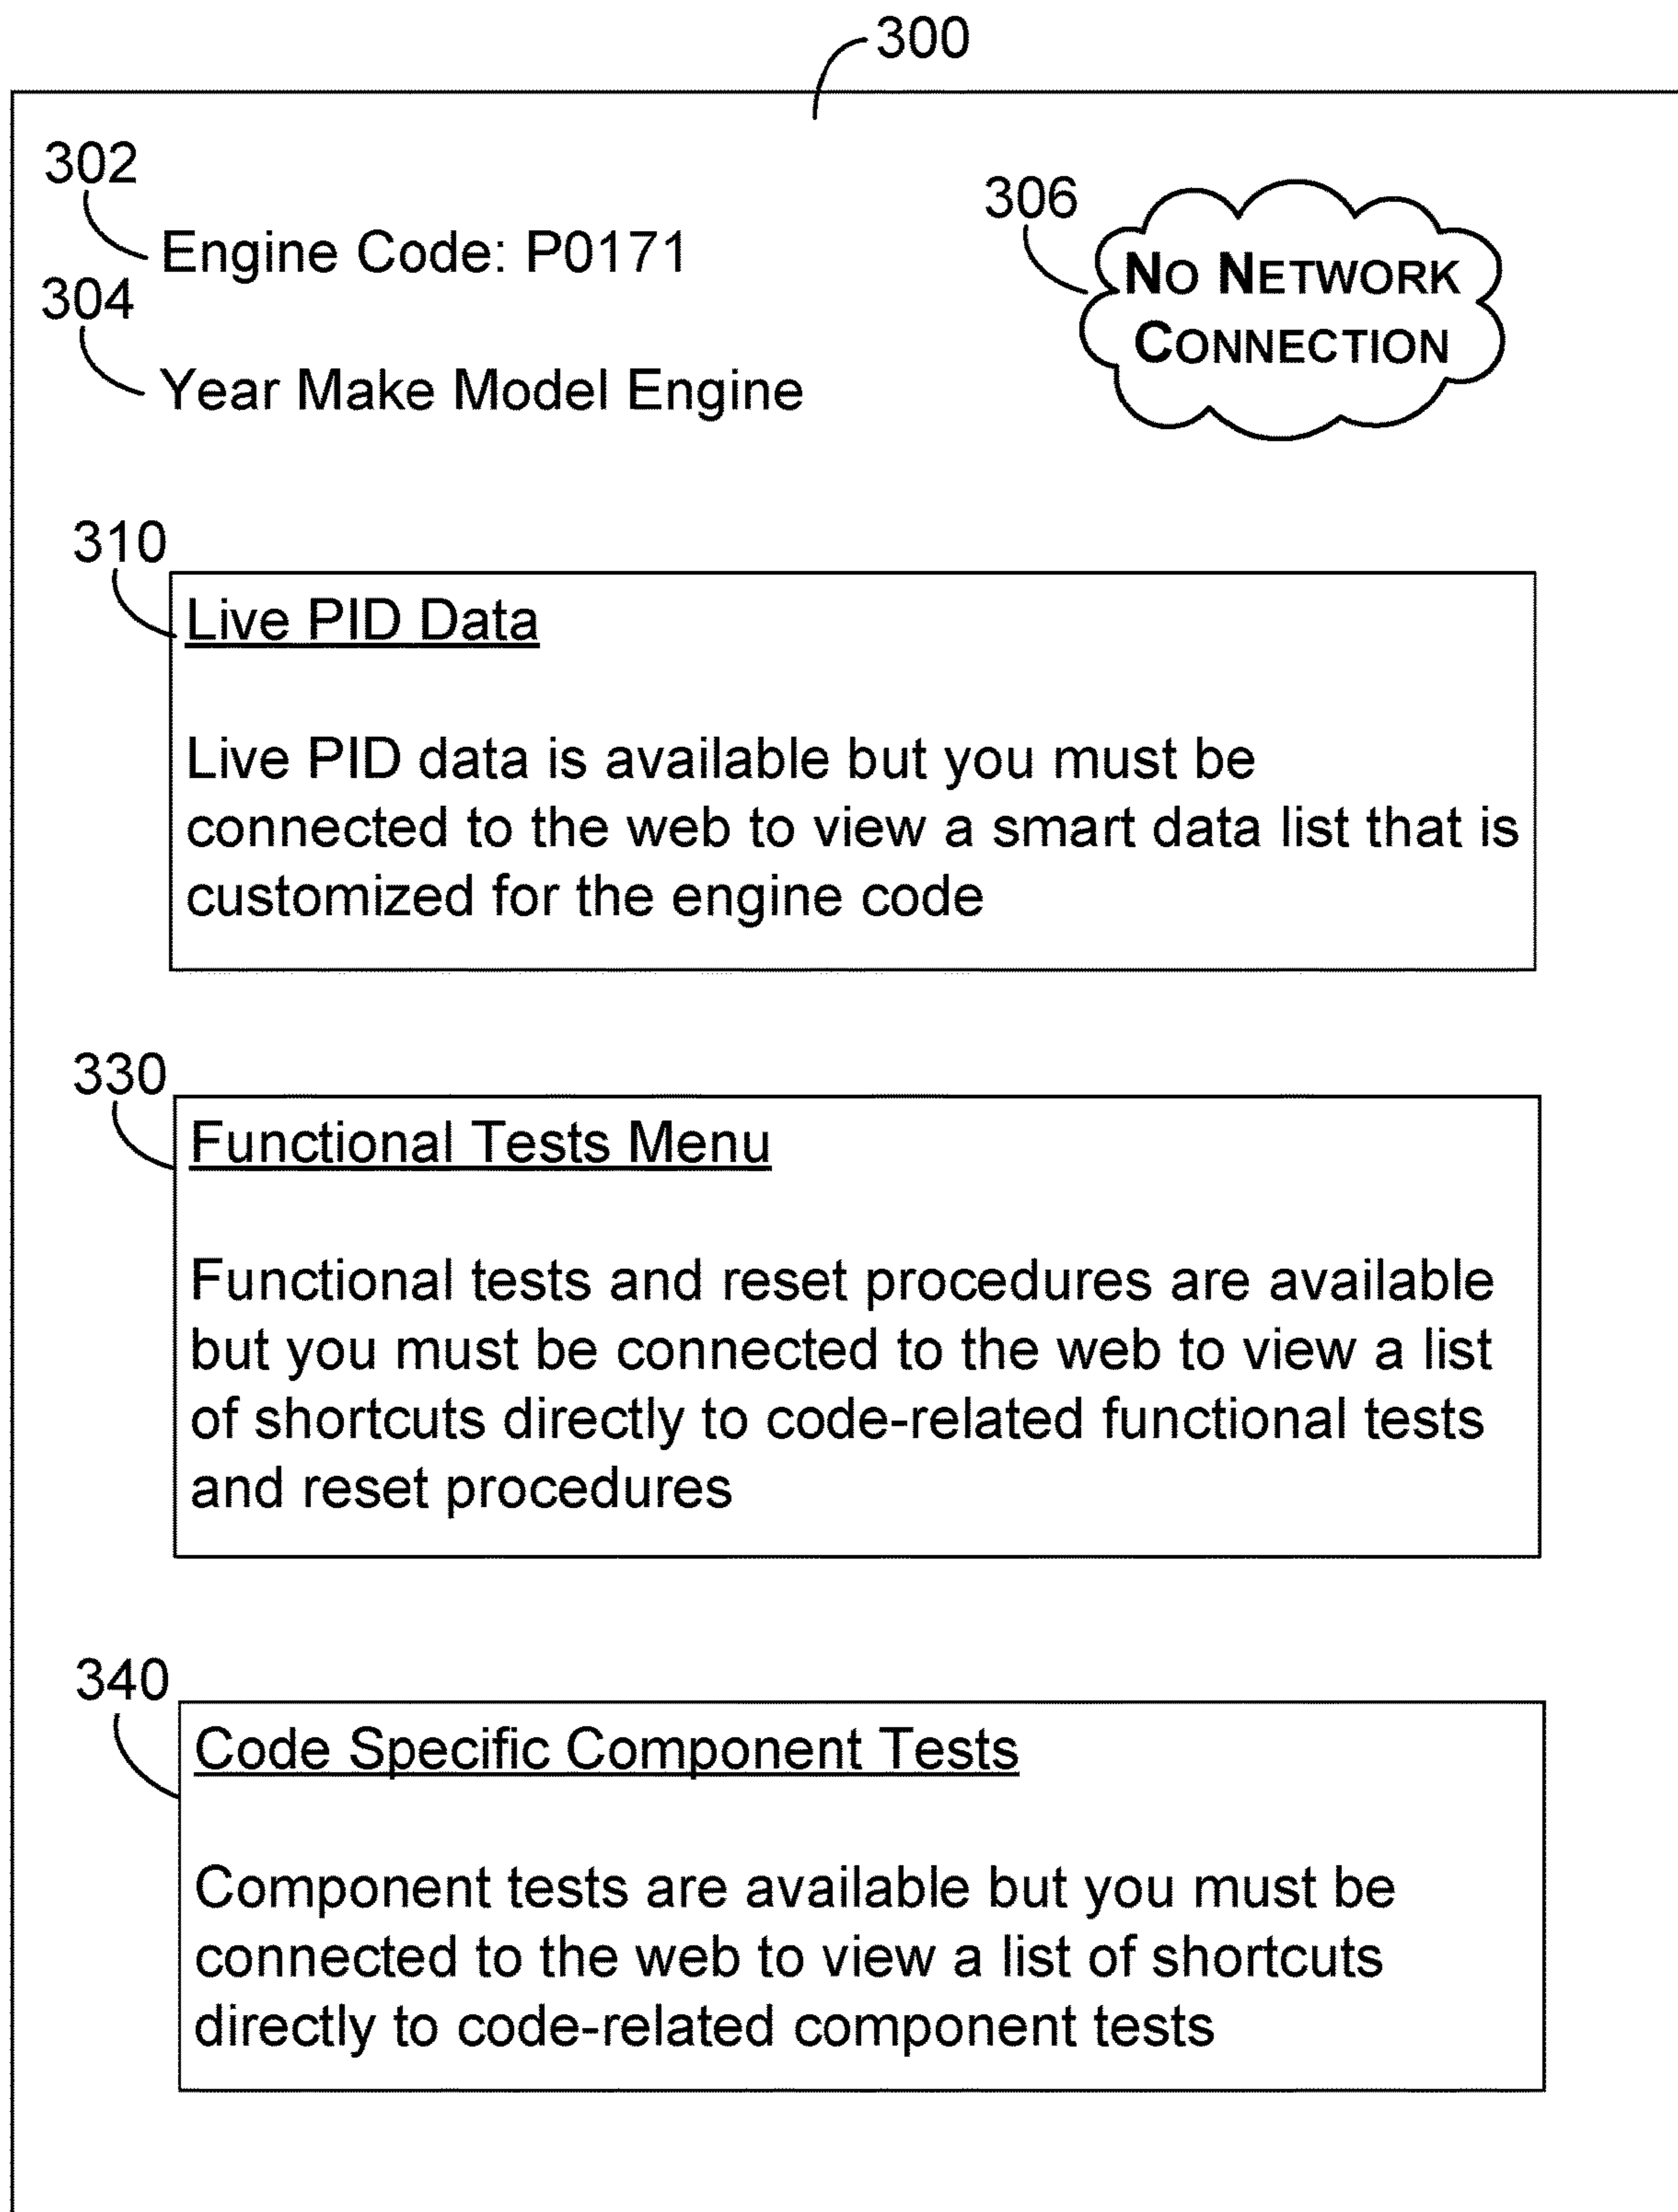 300
302
306
Engine Code: P0171
NO NETWORK
CONNECTION
304
Year Make Model Engine
310
Live PID Data
Live PID data is available but you must be
connected to the web to view a smart data list that is
customized for the engine code
330
Functional Tests Menu
Functional tests and reset procedures are available
but you must be connected to the web to view a list
of shortcuts directly to code-related functional tests
and reset procedures
340
Code Specific Component Tests
Component tests are available but you must be
connected to the web to view a list of shortcuts
directly to code-related component tests